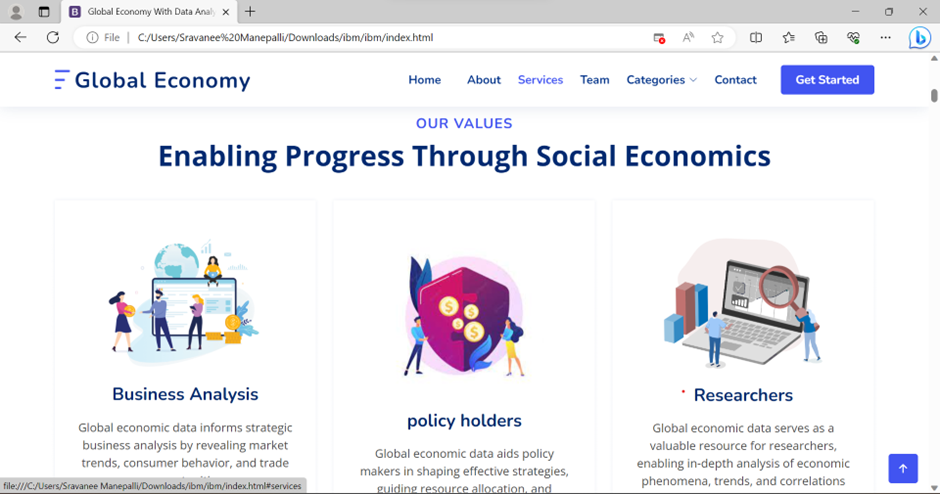 Global Economy With Data Analy
File
C:/Users/Sravanee%20Manepalli/Downloads/ibm/ibm/index.html
Global Economy
Home About Services Team Categories Contact Get Started
OUR VALUES
Enabling Progress Through Social Economics
Business Analysis
Global economic data informs strategic
business analysis by revealing market
trends, consumer behavior, and trade
policy holders
Global economic data aids policy
makers in shaping effective strategies,
guiding resource allocation, and
Researchers
Global economic data serves as a
valuable resource for researchers,
enabling in-depth analysis of economic
phenomena, trends, and correlations
file:///C:/Users/Sravanee Manepalli/Downloads/ibm/ibm/index.html#services